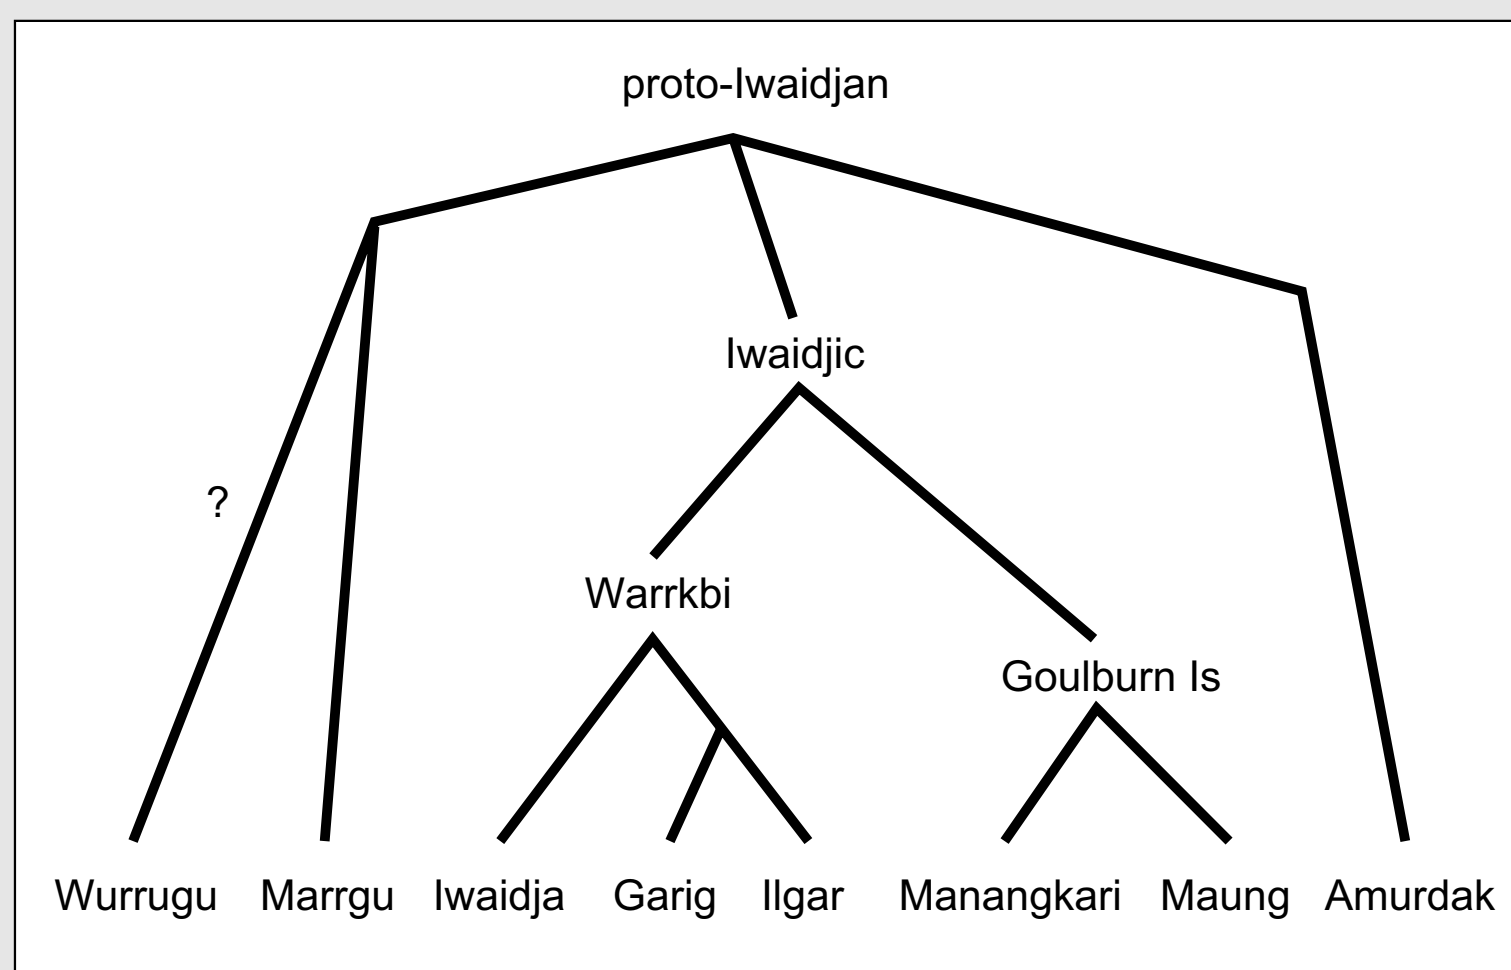 proto-Iwaidjan
Iwaidjic
?
Warrkbi
Goulburn Is
Wurrugu Marrgu Iwaidja Garig Ilgar Manangkari Maung Amurdak